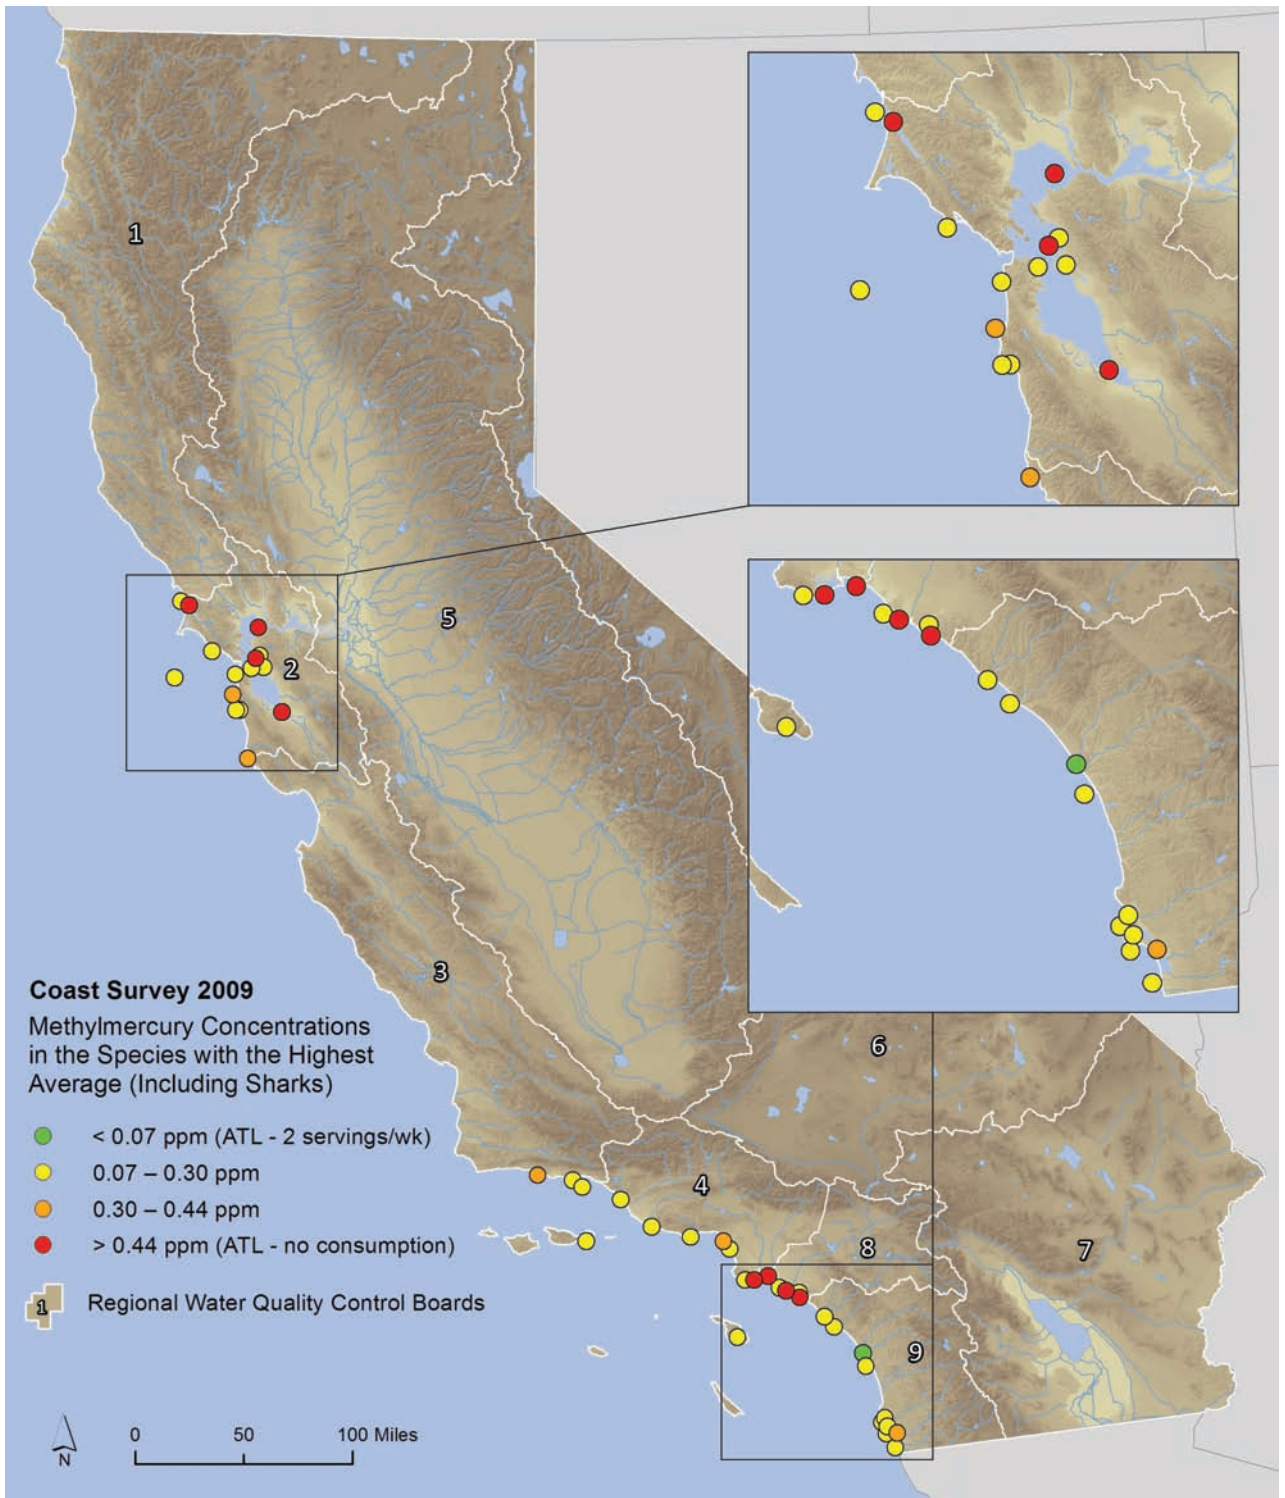 1
2
5
3
6
4
8
7
9
Coast Survey 2009
Methylmercury Concentrations
in the Species with the Highest
Average (Including Sharks)
< 0.07 ppm (ATL - 2 servings/wk)
0.07 – 0.30 ppm
0.30 – 0.44 ppm
> 0.44 ppm (ATL - no consumption)
1 Regional Water Quality Control Boards
N
0 50 100 Miles